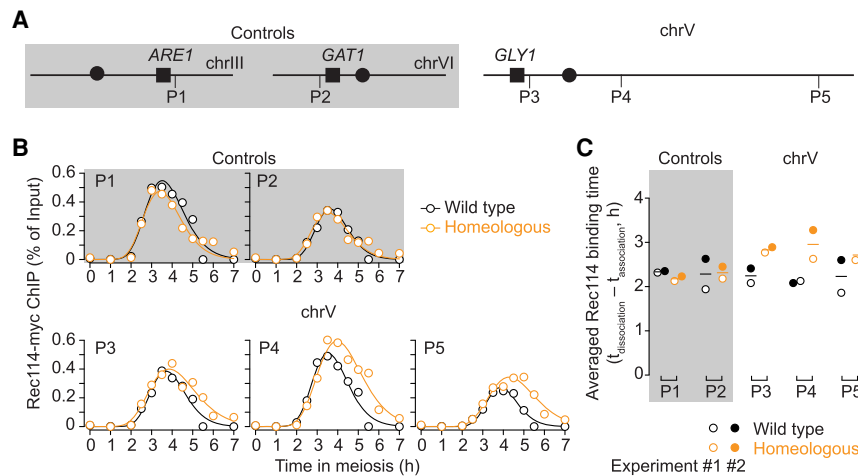 A
Controls
chrV
ARE1
GAT1
GLY1
chrIII
chrVI
P1
P2
P3
P4
P5
B
Controls
C
Controls
chrV
Rec114-myc ChIP (% of Input)
0.6
0.4
0.2
0
P1
P2
0 1 2 3 4 5 6 7
0 1 2 3 4 5 6 7
Wild type
Homeologous
chrV
0.6
0.4
0.2
0
P3
P4
P5
0 1 2 3 4 5 6 7
0 1 2 3 4 5 6 7
0 1 2 3 4 5 6 7
Time in meiosis (h)
Averaged Rec114 binding time
(tdissociation – tassociation, h)
4
3
2
1
0
P1
P2
P3
P4
P5
Wild type
Homeologous
Experiment #1 #2